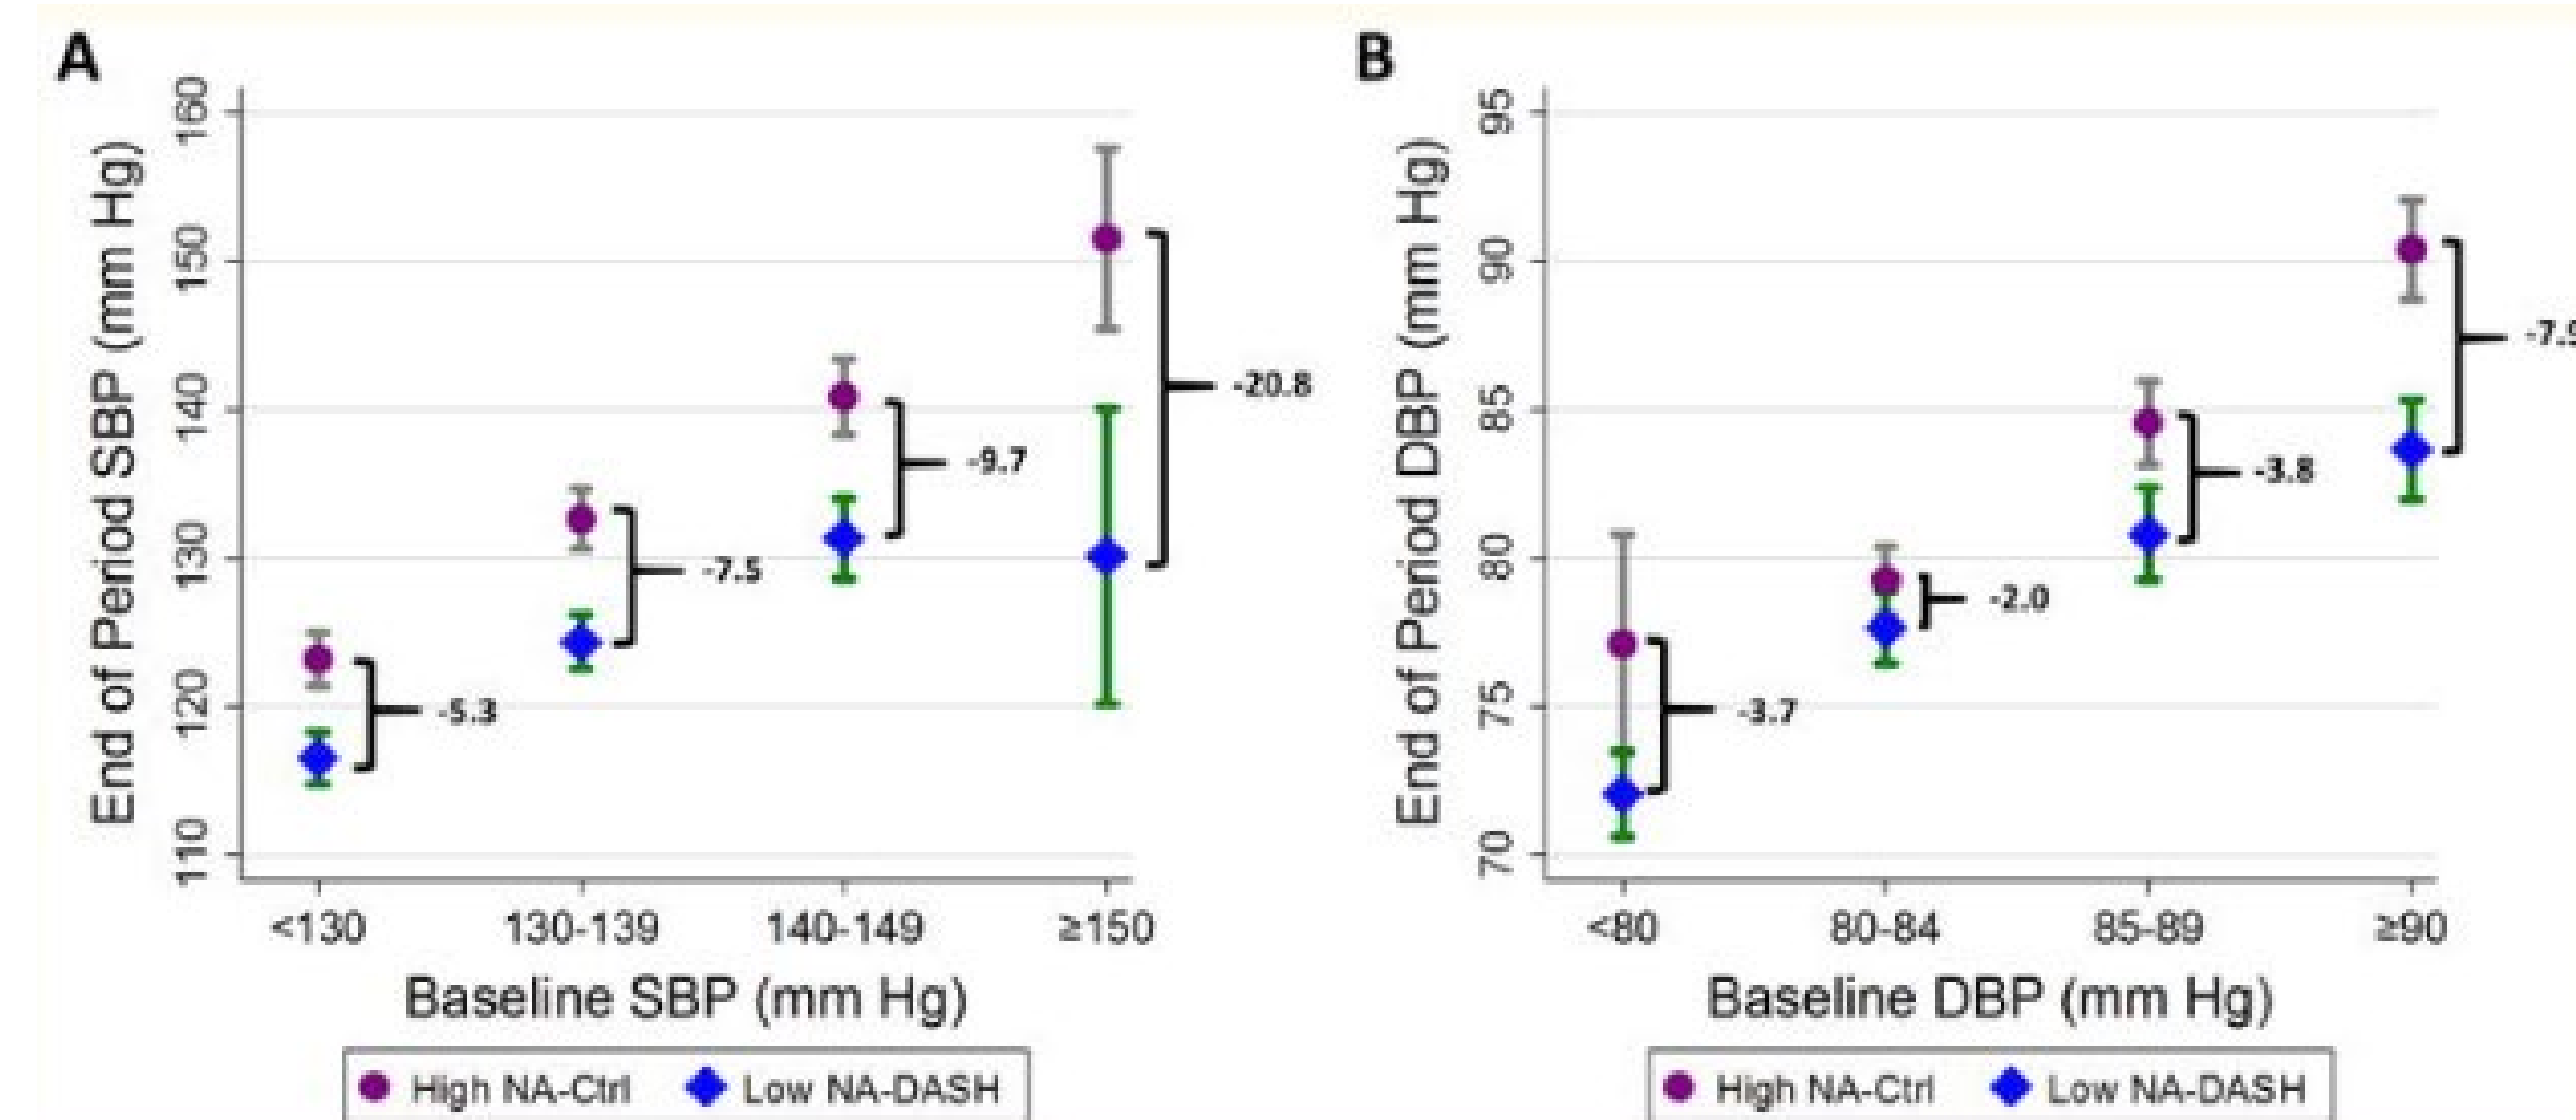 A
End of Period SBP (mm Hg)
160
150
140
130
120
110
-5.3
-7.5
-9.7
-20.8
<130 130-139 140-149 ≥150
Baseline SBP (mm Hg)
High NA-Ctrl Low NA-DASH
B
End of Period DBP (mm Hg)
95
90
85
80
75
70
-3.7
-2.0
-3.8
-7.9
<80 80-84 85-89 ≥90
Baseline DBP (mm Hg)
High NA-Ctrl Low NA-DASH